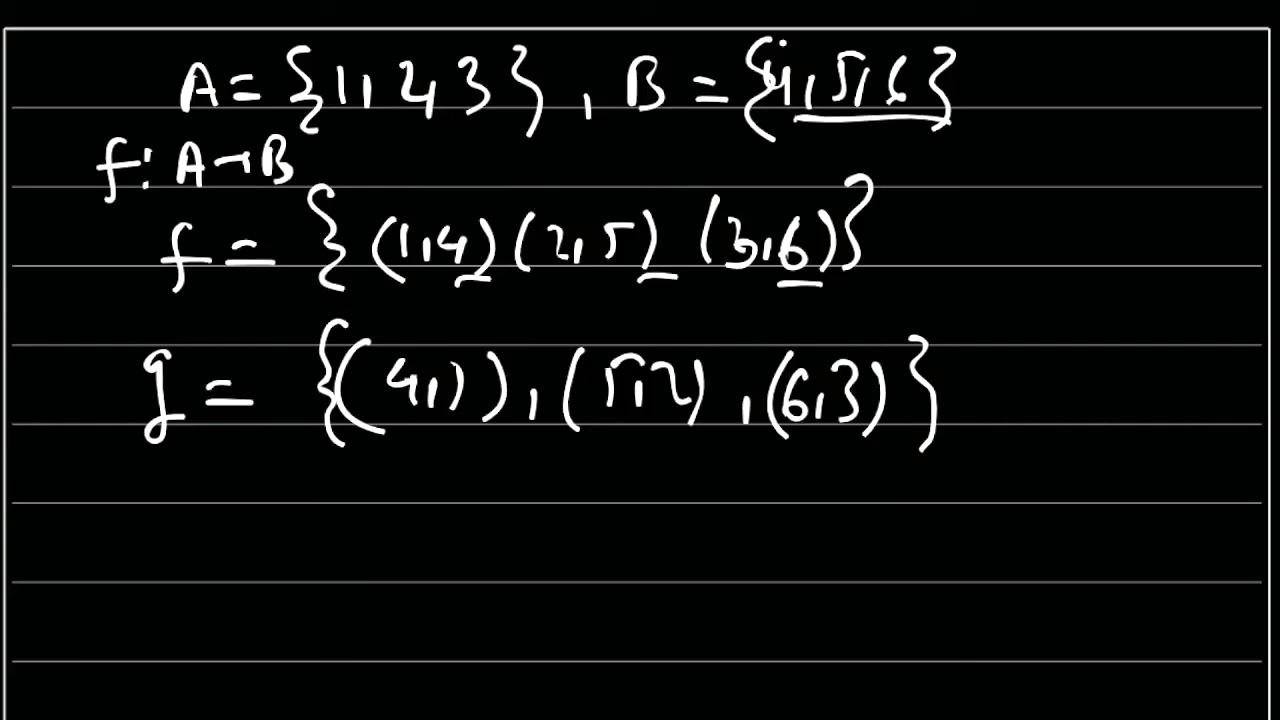 A = {1, 2, 3}, B = {4, 5, 6}
f: A → B
f = {(1,4) (2,5) (3,6)}
g = {(4,1), (5,2), (6,3)}